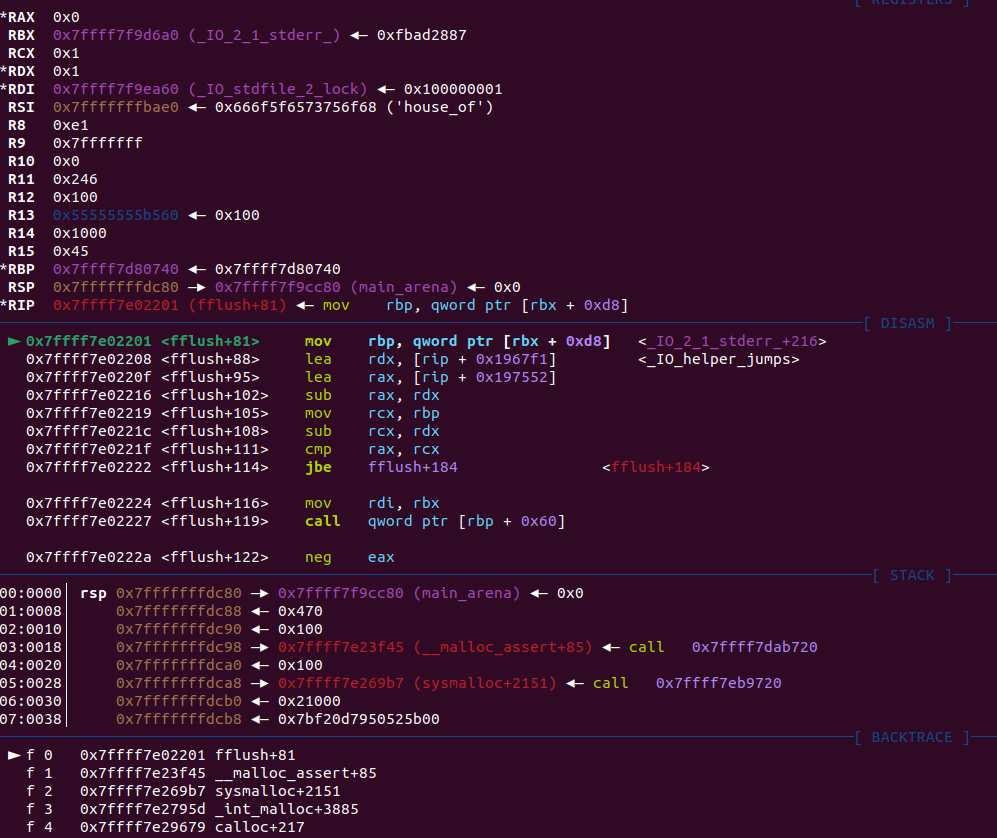 [ REGISTERS ]
*RAX  0x0
RBX  0x7ffff7f9d6a0 (_IO_2_1_stderr_) ◂— 0xfbad2887
RCX  0x1
*RDX  0x1
*RDI  0x7ffff7f9ea60 (_IO_stdfile_2_lock) ◂— 0x100000001
RSI  0x7fffffffbae0 ◂— 0x666f5f6573756f68 ('house_of')
R8   0xe1
R9   0x7fffffff
R10  0x0
R11  0x246
R12  0x100
R13  0x55555555b560 ◂— 0x100
R14  0x1000
R15  0x45
*RBP  0x7ffff7d80740 ◂— 0x7ffff7d80740
RSP  0x7fffffffdc80 —▸ 0x7ffff7f9cc80 (main_arena) ◂— 0x0
*RIP  0x7ffff7e02201 (fflush+81) ◂— mov    rbp, qword ptr [rbx + 0xd8]
[ DISASM ]
► 0x7ffff7e02201 <fflush+81>     mov    rbp, qword ptr [rbx + 0xd8]   <_IO_2_1_stderr_+216>
0x7ffff7e02208 <fflush+88>     lea    rdx, [rip + 0x1967f1]         <_IO_helper_jumps>
0x7ffff7e0220f <fflush+95>     lea    rax, [rip + 0x197552]
0x7ffff7e02216 <fflush+102>    sub    rax, rdx
0x7ffff7e02219 <fflush+105>    mov    rcx, rbp
0x7ffff7e0221c <fflush+108>    sub    rcx, rdx
0x7ffff7e0221f <fflush+111>    cmp    rax, rcx
0x7ffff7e02222 <fflush+114>    jbe    fflush+184                <fflush+184>
0x7ffff7e02224 <fflush+116>    mov    rdi, rbx
0x7ffff7e02227 <fflush+119>    call   qword ptr [rbp + 0x60]
0x7ffff7e0222a <fflush+122>    neg    eax
[ STACK ]
00:0000│ rsp 0x7fffffffdc80 —▸ 0x7ffff7f9cc80 (main_arena) ◂— 0x0
01:0008│     0x7fffffffdc88 ◂— 0x470
02:0010│     0x7fffffffdc90 ◂— 0x100
03:0018│     0x7fffffffdc98 —▸ 0x7ffff7e23f45 (__malloc_assert+85) ◂— call   0x7ffff7dab720
04:0020│     0x7fffffffdca0 ◂— 0x100
05:0028│     0x7fffffffdca8 —▸ 0x7ffff7e269b7 (sysmalloc+2151) ◂— call   0x7ffff7eb9720
06:0030│     0x7fffffffdcb0 ◂— 0x21000
07:0038│     0x7fffffffdcb8 ◂— 0x7bf20d7950525b00
[ BACKTRACE ]
► f 0   0x7ffff7e02201 fflush+81
f 1   0x7ffff7e23f45 __malloc_assert+85
f 2   0x7ffff7e269b7 sysmalloc+2151
f 3   0x7ffff7e2795d _int_malloc+3885
f 4   0x7ffff7e29679 calloc+217